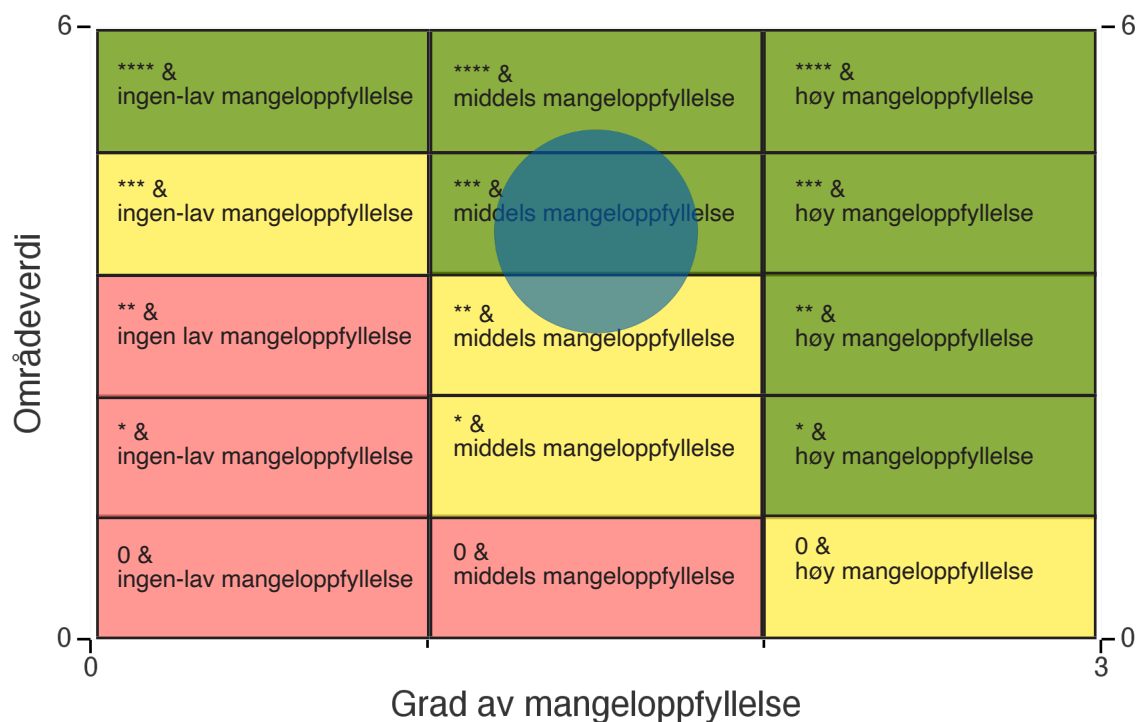 6
6
**** &
ingen-lav mangeloppfyllelse
**** &
middels mangeloppfyllelse
**** &
høy mangeloppfyllelse
*** &
ingen-lav mangeloppfyllelse
*** &
middels mangeloppfyllelse
*** &
høy mangeloppfyllelse
** &
ingen lav mangeloppfyllelse
** &
middels mangeloppfyllelse
** &
høy mangeloppfyllelse
* &
ingen-lav mangeloppfyllelse
* &
middels mangeloppfyllelse
* &
høy mangeloppfyllelse
0 &
ingen-lav mangeloppfyllelse
0 &
middels mangeloppfyllelse
0 &
høy mangeloppfyllelse
Områdeverdi
0
0
0
3
Grad av mangeloppfyllelse